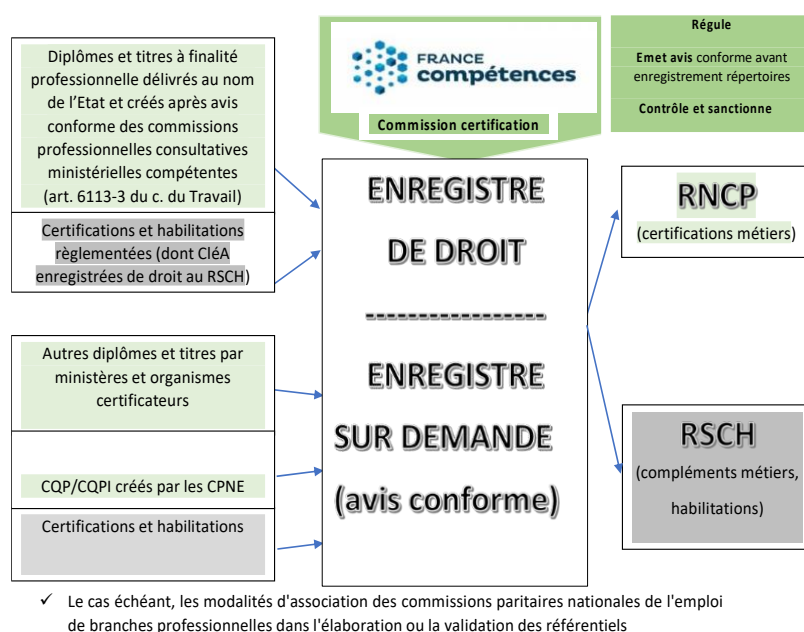 Diplômes et titres à finalité
professionnelle délivrés au nom
de l'Etat et créés après avis
conforme des commissions
professionnelles consultatives
ministérielles compétentes
(art. 6113-3 du c. du Travail)
Certifications et habilitations
règlementées (dont CléA
enregistrées de droit au RSCH)
Autres diplômes et titres par
ministères et organismes
certificateurs
CQP/CQPI créés par les CPNE
Certifications et habilitations
FRANCE
compétences
Commission certification
Régule
Emet avis conforme avant
enregistrement répertoires
Contrôle et sanctionne
ENREGISTRE
DE DROIT
-----------------
ENREGISTRE
SUR DEMANDE
(avis conforme)
RNCP
(certifications métiers)
RSCH
(compléments métiers,
habilitations)
✓ Le cas échéant, les modalités d'association des commissions paritaires nationales de l'emploi
de branches professionnelles dans l'élaboration ou la validation des référentiels